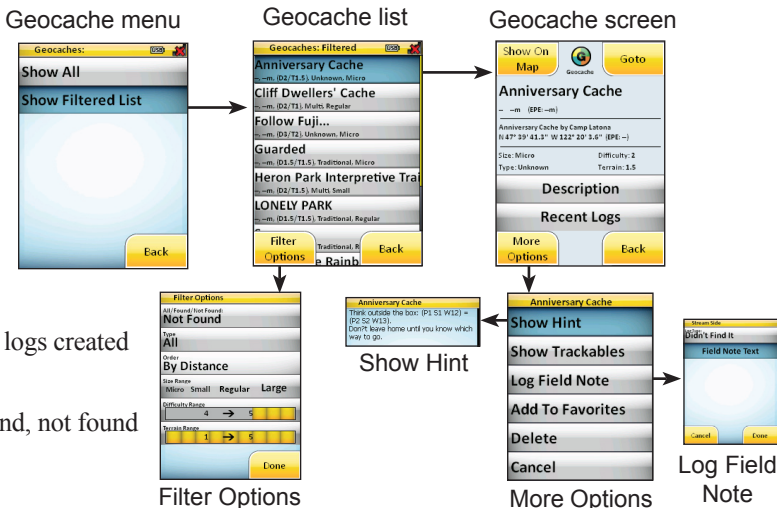 Geocache menu
Geocaches:
USB
Show All
Show Filtered List
Back
Geocache list
Geocaches: Filtered
USB
Anniversary Cache
–, –m, (D2/T1.5), Unknown, Micro
Cliff Dwellers' Cache
–, –m, (D2/T1), Multi, Regular
Follow Fuji...
–, –m, (D3/T2), Unknown, Micro
Guarded
–, –m, (D1.5/T1.5), Traditional, Micro
Heron Park Interpretive Trai
–, –m, (D2/T1.5), Multi, Small
LONELY PARK
–, –m, (D1.5/T1.5), Traditional, Regular
Traditional, R
e Rainb
Filter
Options
Back
Geocache screen
Show On
Map
Geocache
Goto
Anniversary Cache
– –m (EPE: –m)
Anniversary Cache by Camp Latona
N 47° 39' 41.3" W 122° 20' 3.6" (EPE: –)
Size: Micro Difficulty: 2
Type: Unknown Terrain: 1.5
Description
Recent Logs
More
Options
Back
logs created
nd, not found
Filter Options
All/Found/Not Found:
Not Found
Type
All
Order
By Distance
Size Range
Micro Small Regular Large
Difficulty Range
4 → 5
Terrain Range
1 → 5
Done
Filter Options
Anniversary Cache
Think outside the box: (P1 S1 W12) =
(P2 S2 W13).
Don?t leave home until you know which
way to go.
Show Hint
Anniversary Cache
Show Hint
Show Trackables
Log Field Note
Add To Favorites
Delete
Cancel
More Options
Stream Side
Didn't Find It
Field Note Text
Cancel
Done
Log Field
Note